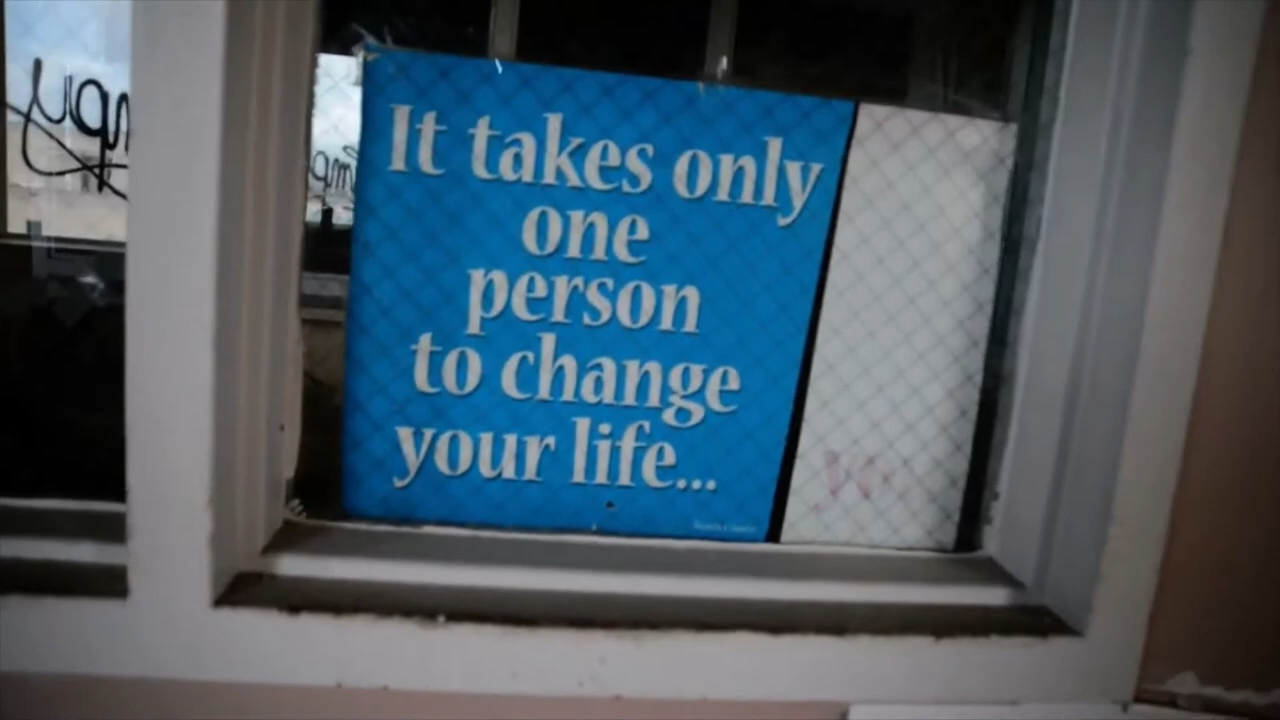 It takes only
one
person
to change
your life...